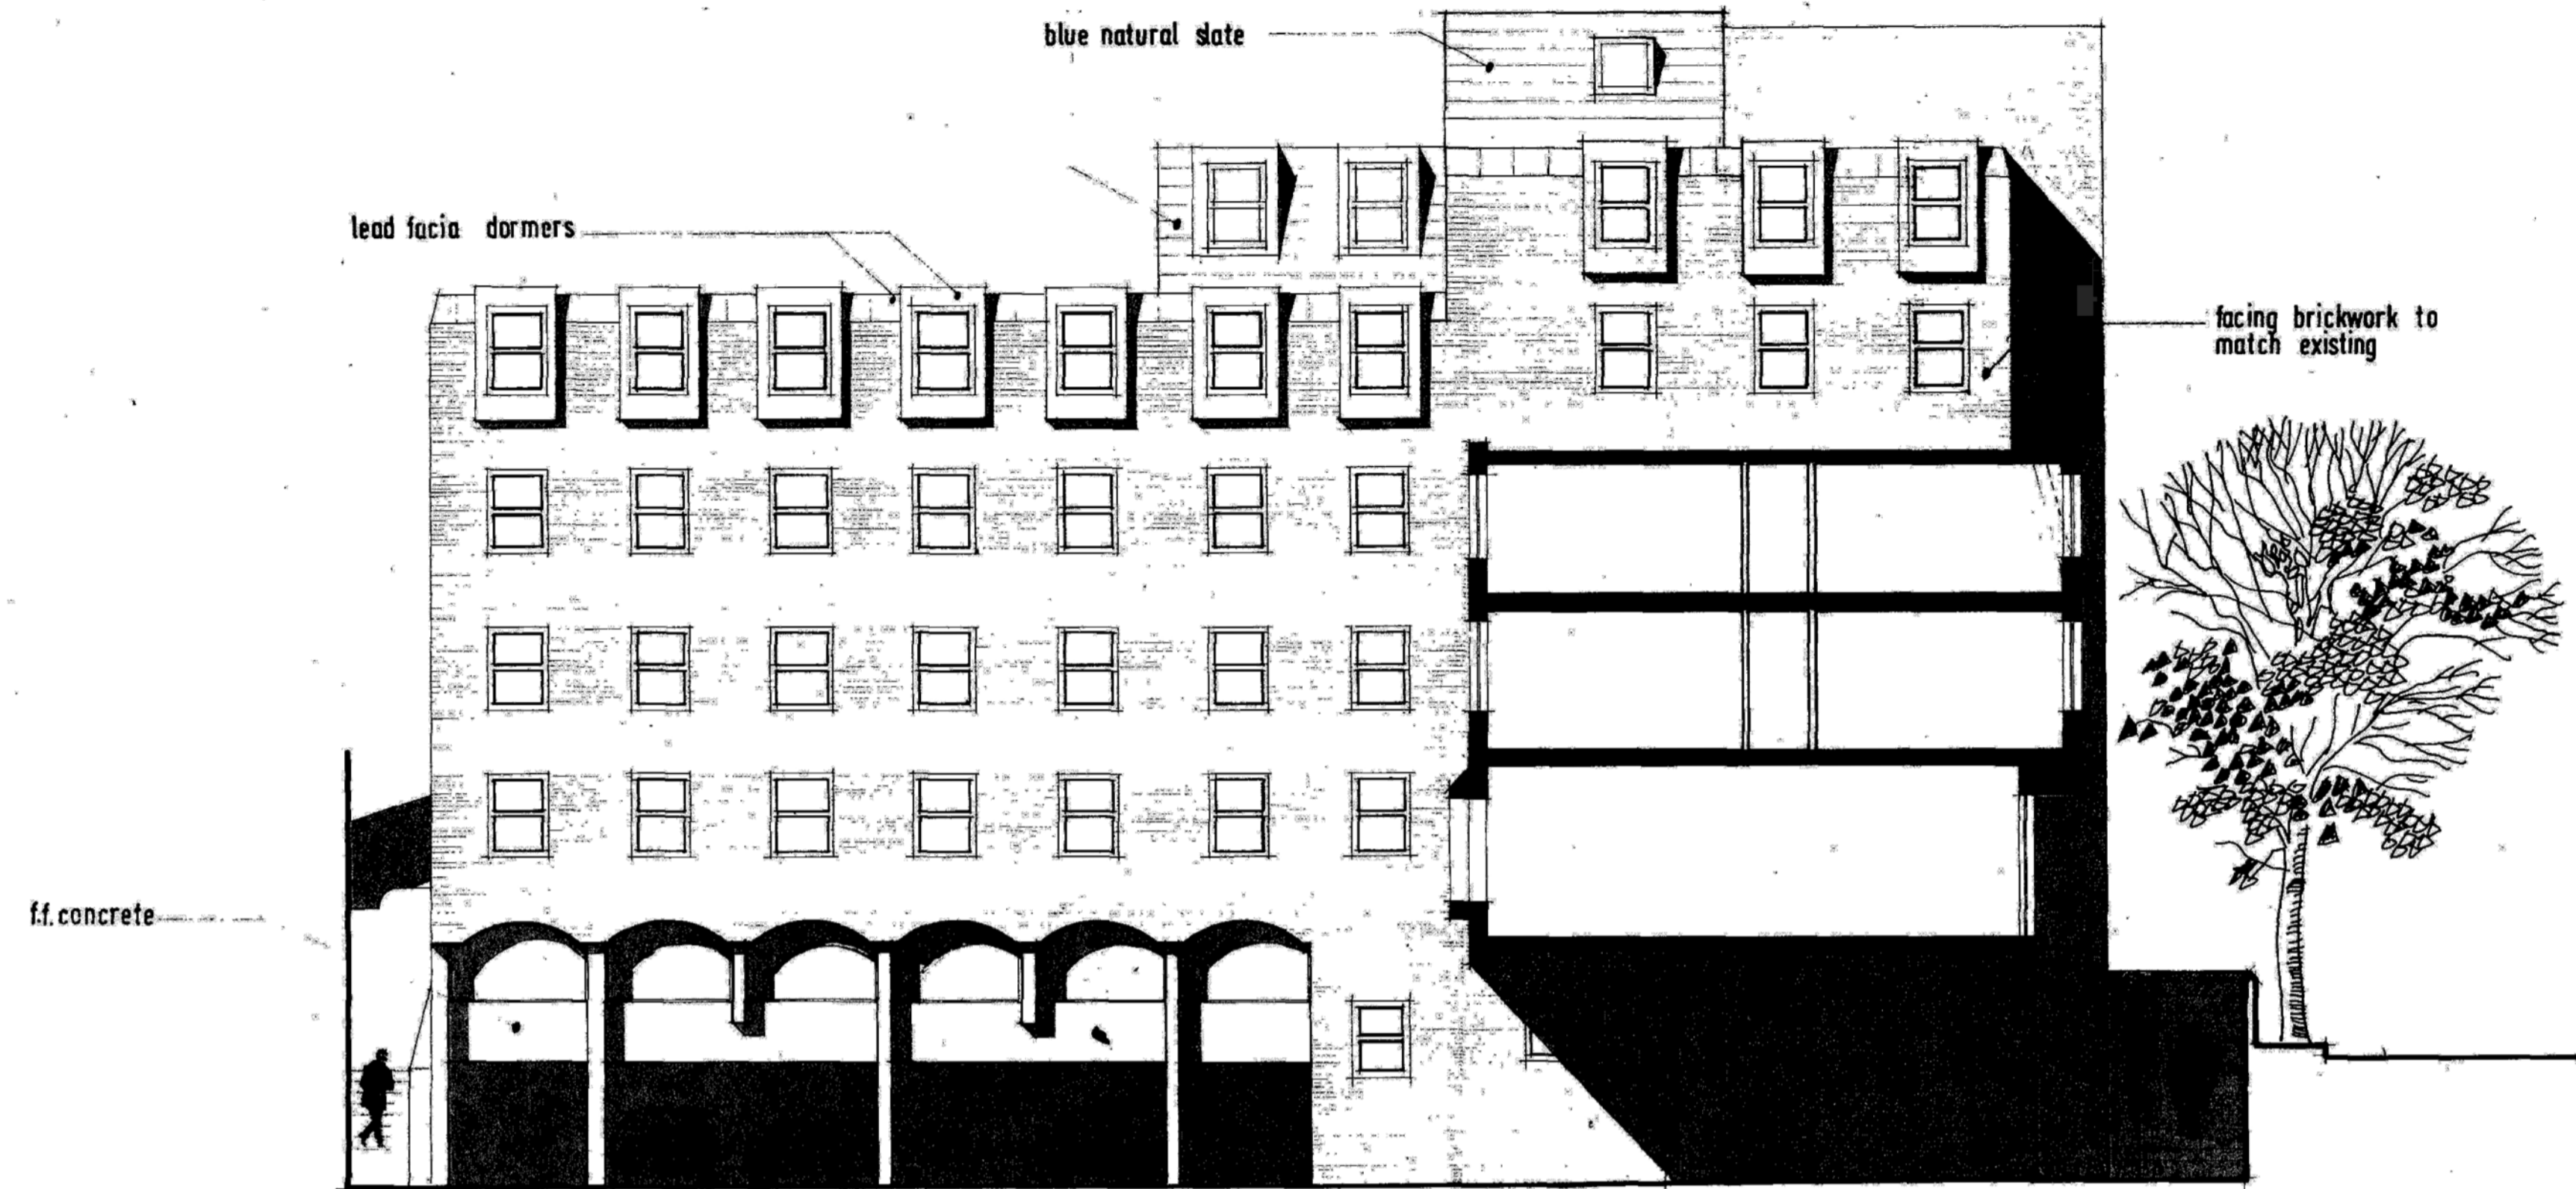 blue natural slate
lead facia dormers
facing brickwork to
match existing
f.f. concrete